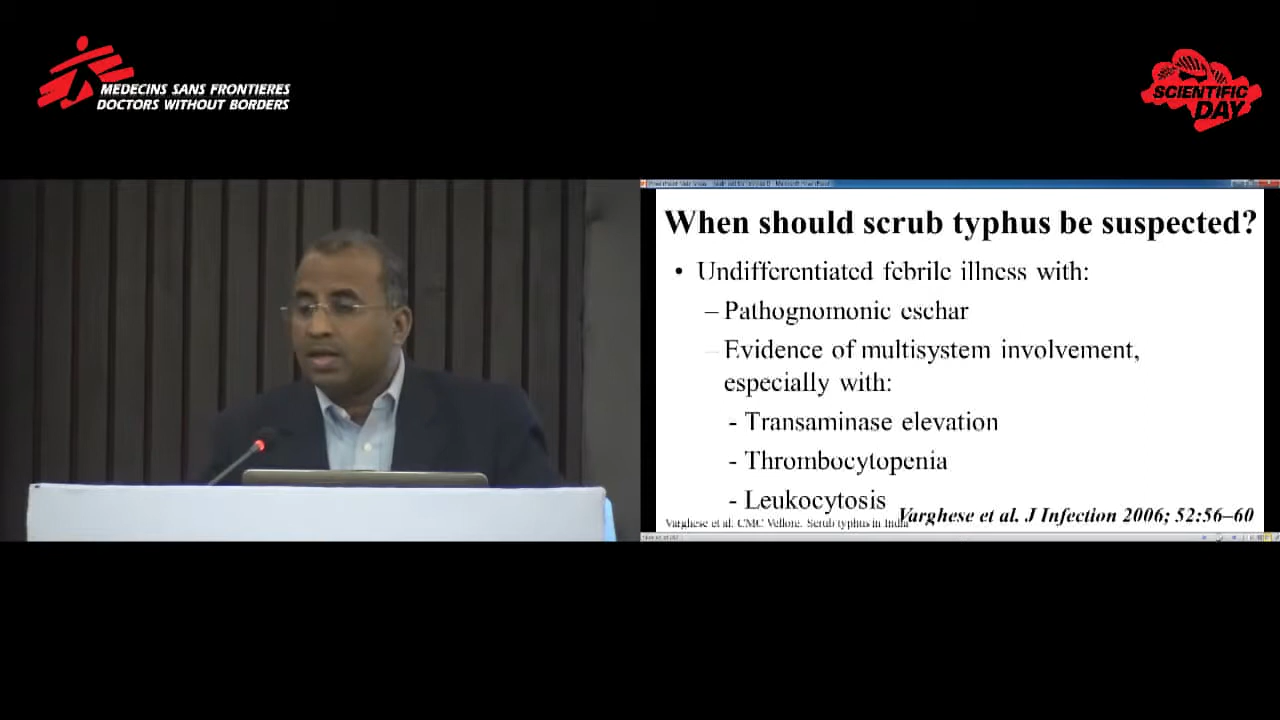 MEDECINS SANS FRONTIERES
DOCTORS WITHOUT BORDERS
SCIENTIFIC
DAY
When should scrub typhus be suspected?
• Undifferentiated febrile illness with:
– Pathognomonic eschar
– Evidence of multisystem involvement,
especially with:
- Transaminase elevation
- Thrombocytopenia
- Leukocytosis
Varghese et al. J Infection 2006; 52:56–60
Varghese et al. CMC Vellore. Scrub typhus in India